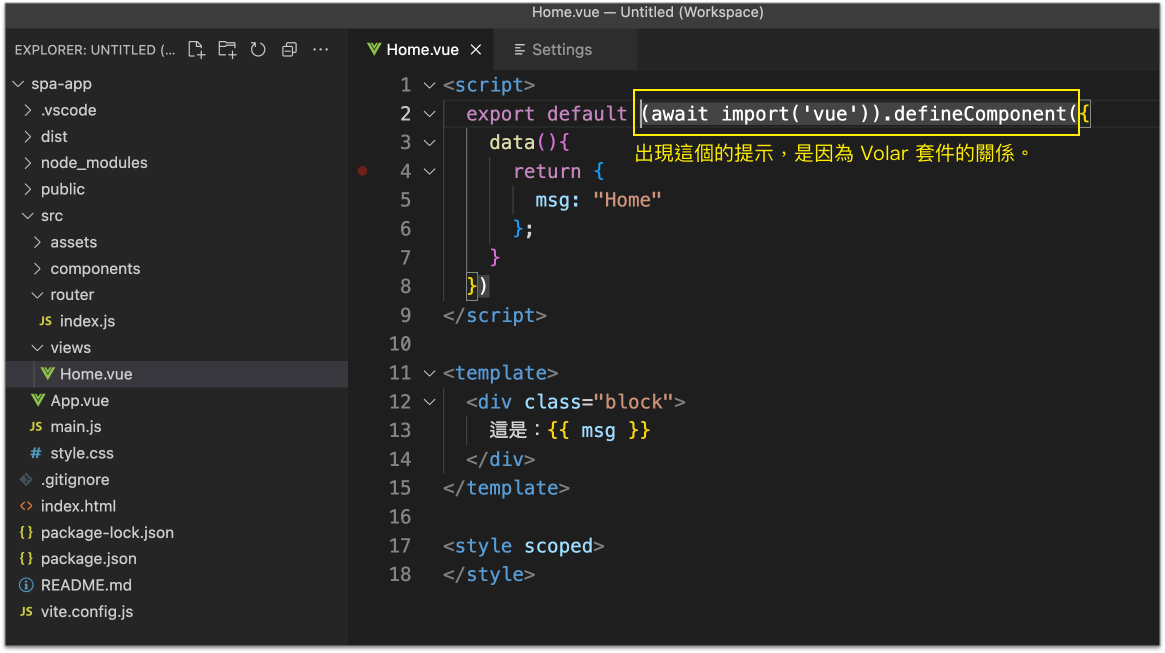 Home.vue — Untitled (Workspace)
EXPLORER: UNTITLED (...
Home.vue
Settings
spa-app
.vscode
dist
node_modules
public
src
assets
components
router
JS index.js
views
Home.vue
App.vue
JS main.js
# style.css
.gitignore
<> index.html
{} package-lock.json
{} package.json
README.md
JS vite.config.js
1 <script>
2 export default (await import('vue')).defineComponent({
出現這個的提示，是因為 Volar 套件的關係。
3 data(){
4 return {
5 msg: "Home"
6 };
7 }
8 })
9 </script>
10
11 <template>
12 <div class="block">
13 這是：{{ msg }}
14 </div>
15 </template>
16
17 <style scoped>
18 </style>